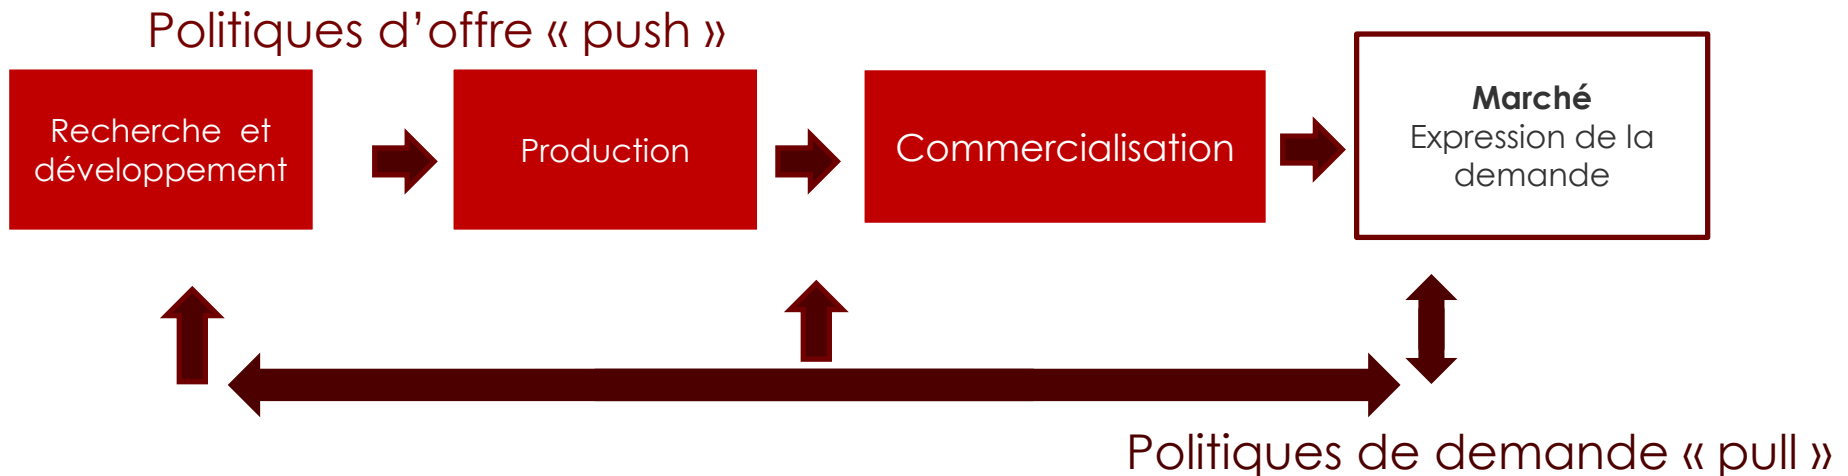 Politiques d’offre « push »
Recherche et
développement
Production
Commercialisation
Marché
Expression de la
demande
Politiques de demande « pull »